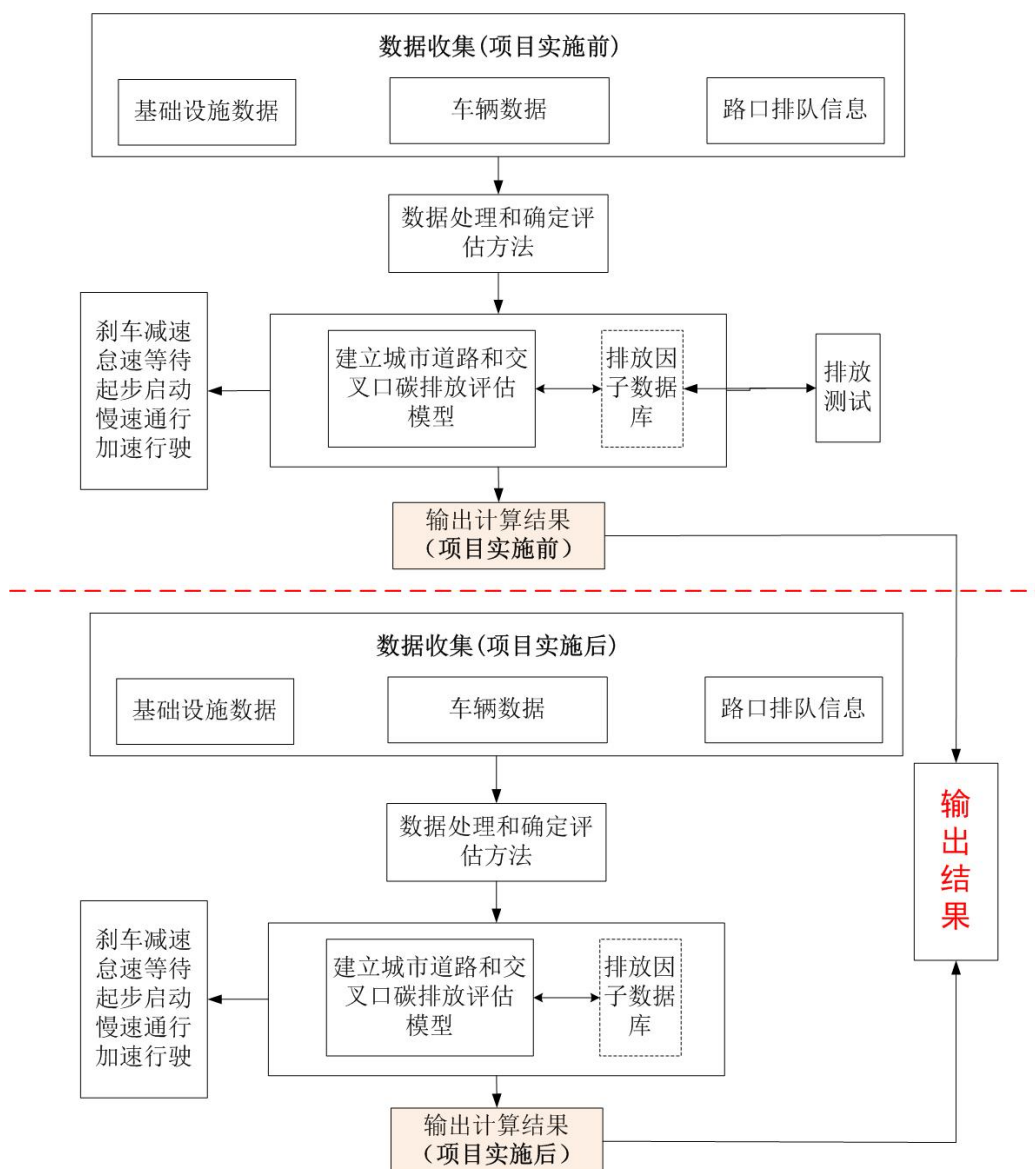 数据收集(项目实施前)
基础设施数据
车辆数据
路口排队信息
数据处理和确定评
估方法
刹车减速
怠速等待
起步启动
慢速通行
加速行驶
建立城市道路和交
叉口碳排放评估
模型
排放因
子数据
库
排放
测试
输出计算结果
(项目实施前)
数据收集(项目实施后)
基础设施数据
车辆数据
路口排队信息
数据处理和确定评
估方法
刹车减速
怠速等待
起步启动
慢速通行
加速行驶
建立城市道路和交
叉口碳排放评估
模型
排放因
子数据
库
输出计算结果
(项目实施后)
输
出
结
果